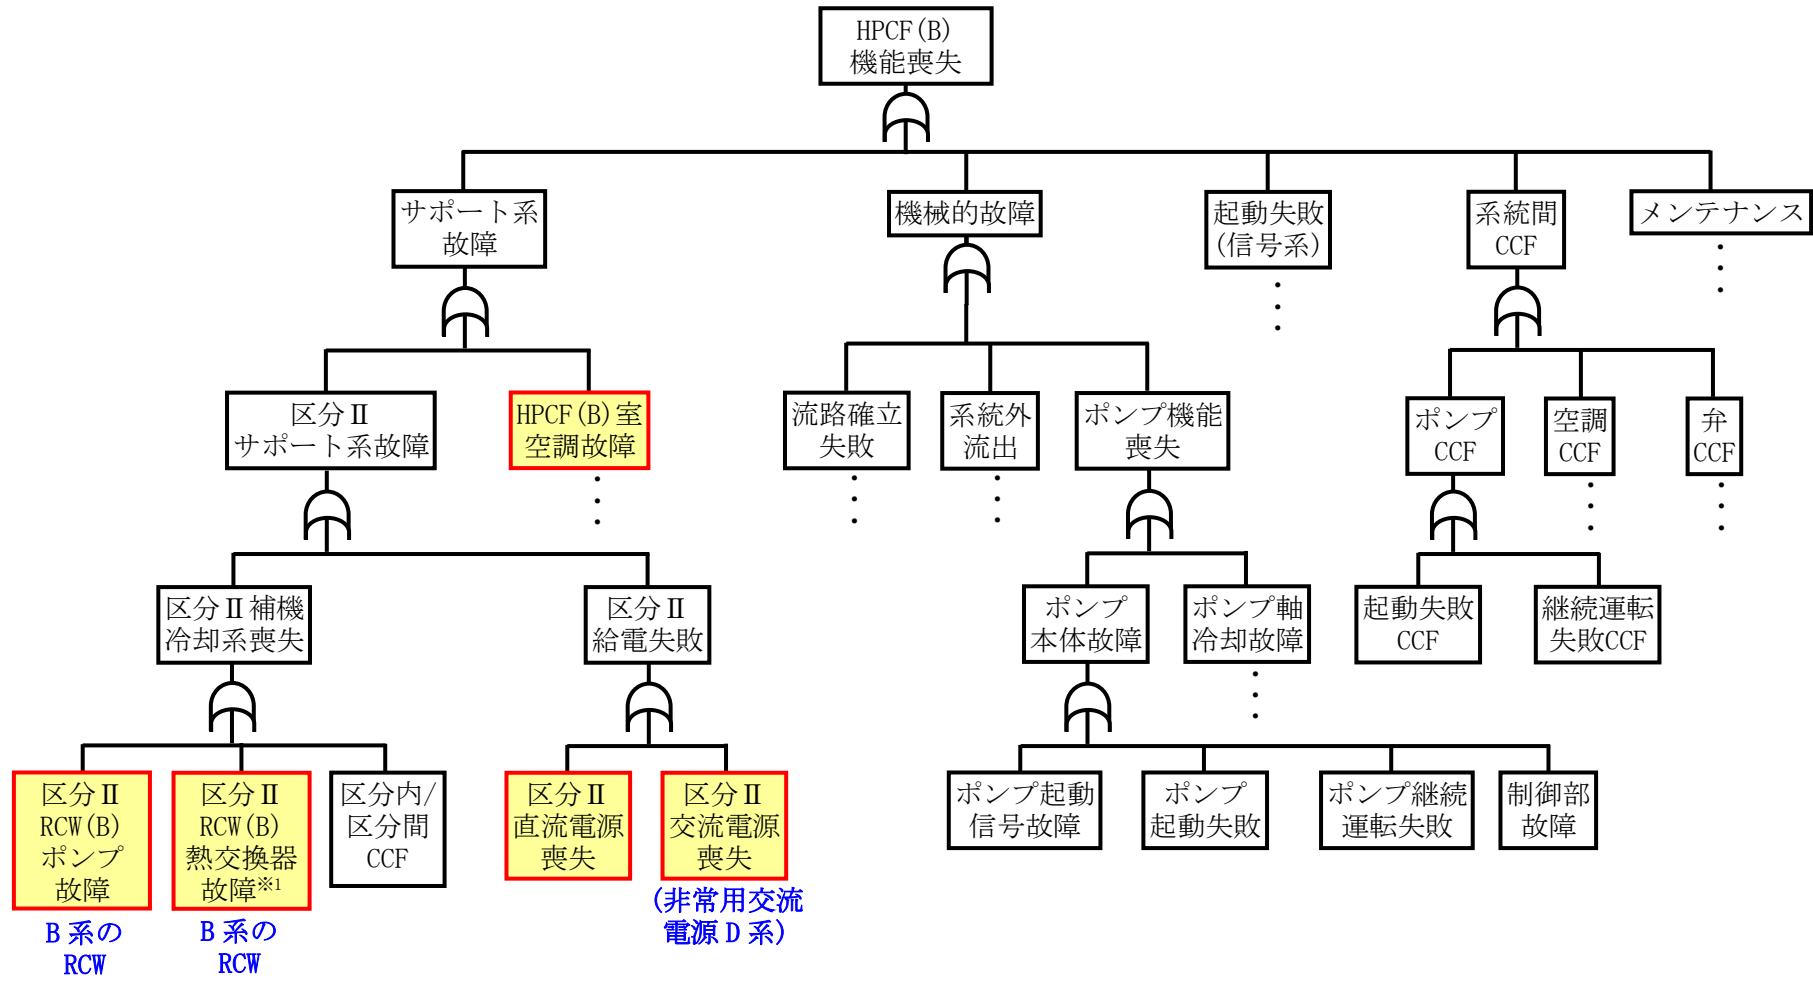 HPCF(B)
機能喪失
サポート系
故障
機械的故障
起動失敗
(信号系)
系統間
CCF
メンテナンス
区分Ⅱ
サポート系故障
HPCF(B)室
空調故障
流路確立
失敗
系統外
流出
ポンプ機能
喪失
ポンプ
CCF
空調
CCF
弁
CCF
区分Ⅱ補機
冷却系喪失
区分Ⅱ
給電失敗
ポンプ
本体故障
ポンプ軸
冷却故障
起動失敗
CCF
継続運転
失敗CCF
区分Ⅱ
RCW(B)
ポンプ
故障
区分Ⅱ
RCW(B)
熱交換器
故障※1
区分内/
区分間
CCF
区分Ⅱ
直流電源
喪失
区分Ⅱ
交流電源
喪失
ポンプ起動
信号故障
ポンプ
起動失敗
ポンプ継続
運転失敗
制御部
故障
B 系の
RCW
B 系の
RCW
(非常用交流
電源 D 系)